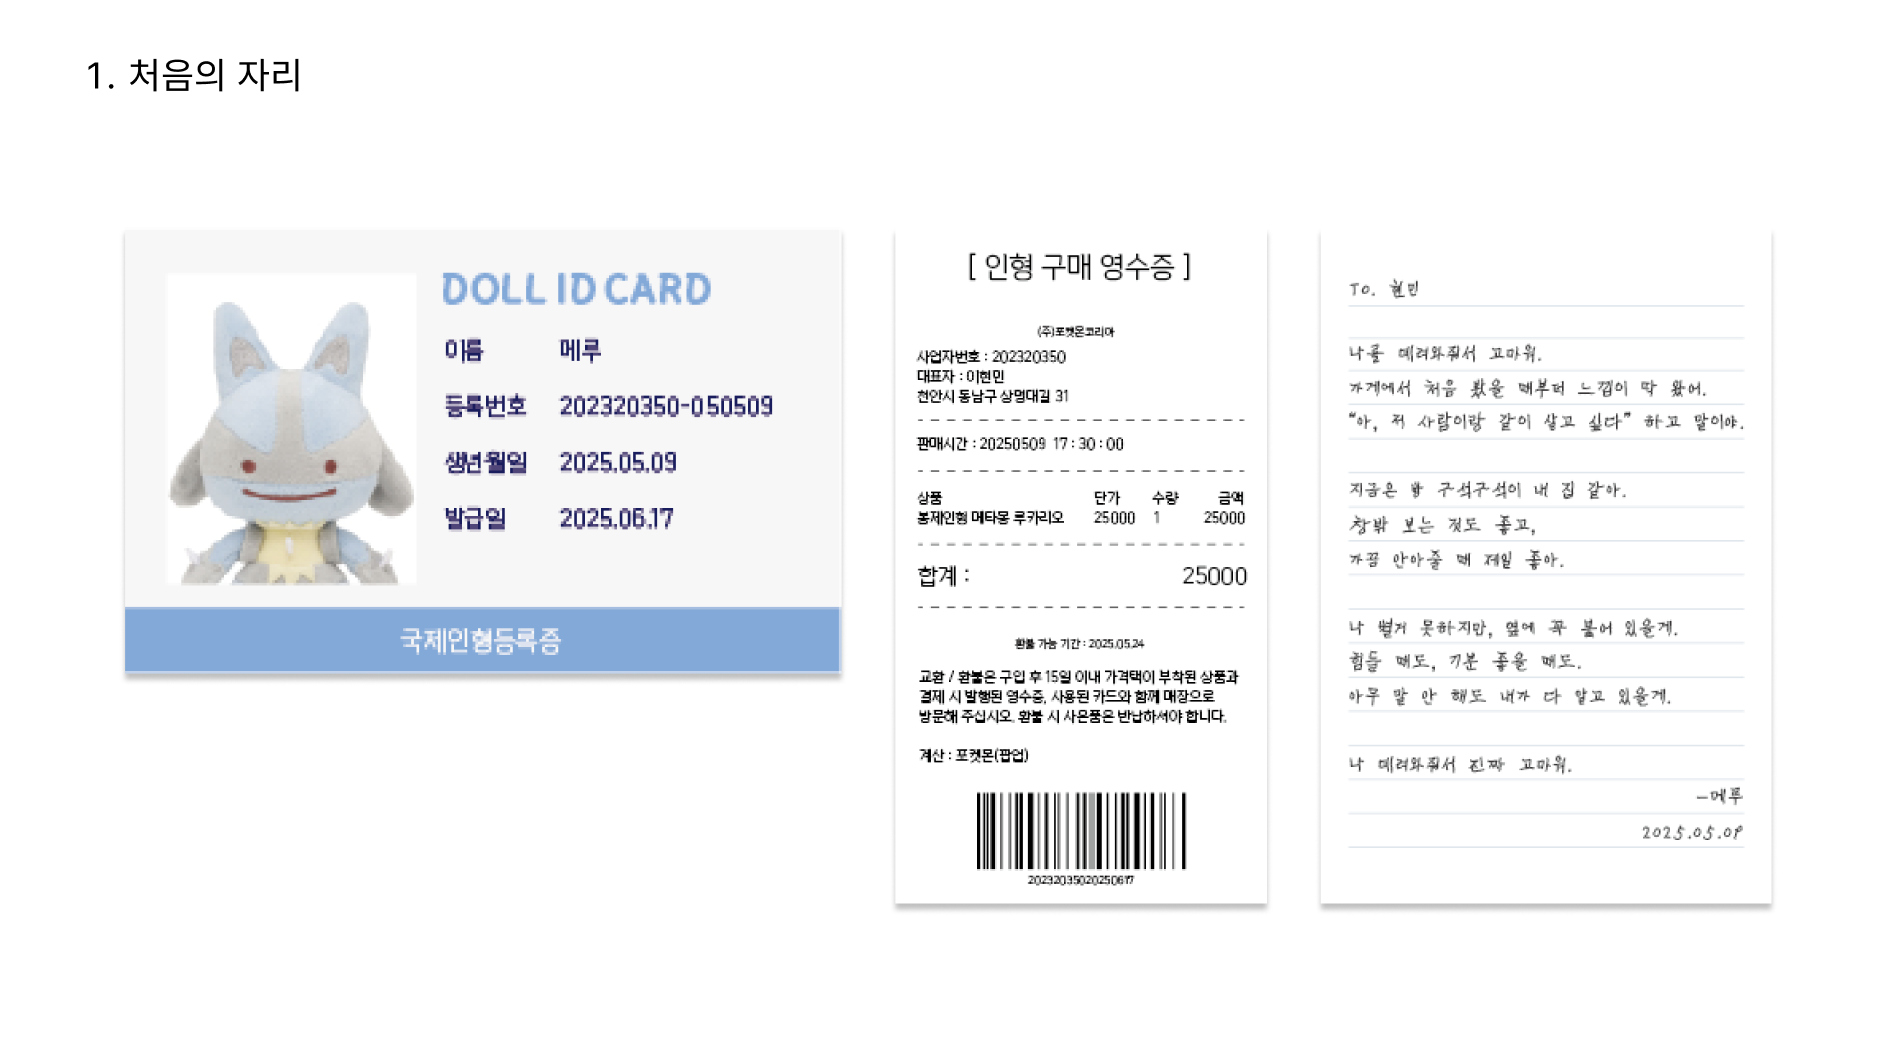 1. 처음의 자리
DOLL ID CARD
이름 메루
등록번호 202320350-050509
생년월일 2025.05.09
발급일 2025.06.17
국제인형등록증
[ 인형 구매 영수증 ]
(주)포켓몬코리아
사업자번호 : 202320350
대표자 : 이현민
천안시 동남구 상명대길 31
판매시간 : 20250509 17:30:00
상품 단가 수량 금액
봉제인형 메타몽 루카리오 25000 1 25000
합계 : 25000
환불 가능 기간 : 2025.05.24
교환 / 환불은 구입 후 15일 이내 가격택이 부착된 상품과
결제 시 발행된 영수증, 사용된 카드와 함께 매장으로
방문해 주십시오. 환불 시 사은품은 반납하셔야 합니다.
계산 : 포켓몬(팝업)
20232035020250617
TO. 현민
나를 데려와줘서 고마워.
가게에서 처음 봤을 때부터 느낌이 딱 왔어.
"아, 저 사람이랑 같이 살고 싶다" 하고 말이야.
지금은 방 구석구석이 내 집 같아.
창밖 보는 것도 좋고,
가끔 안아줄 때 제일 좋아.
나 별거 못하지만, 옆에 꼭 붙어 있을게.
힘들 때도, 기분 좋을 때도.
아무 말 안 해도 내가 다 알고 있을게.
나 데려와줘서 진짜 고마워.
-메루
2025.05.09